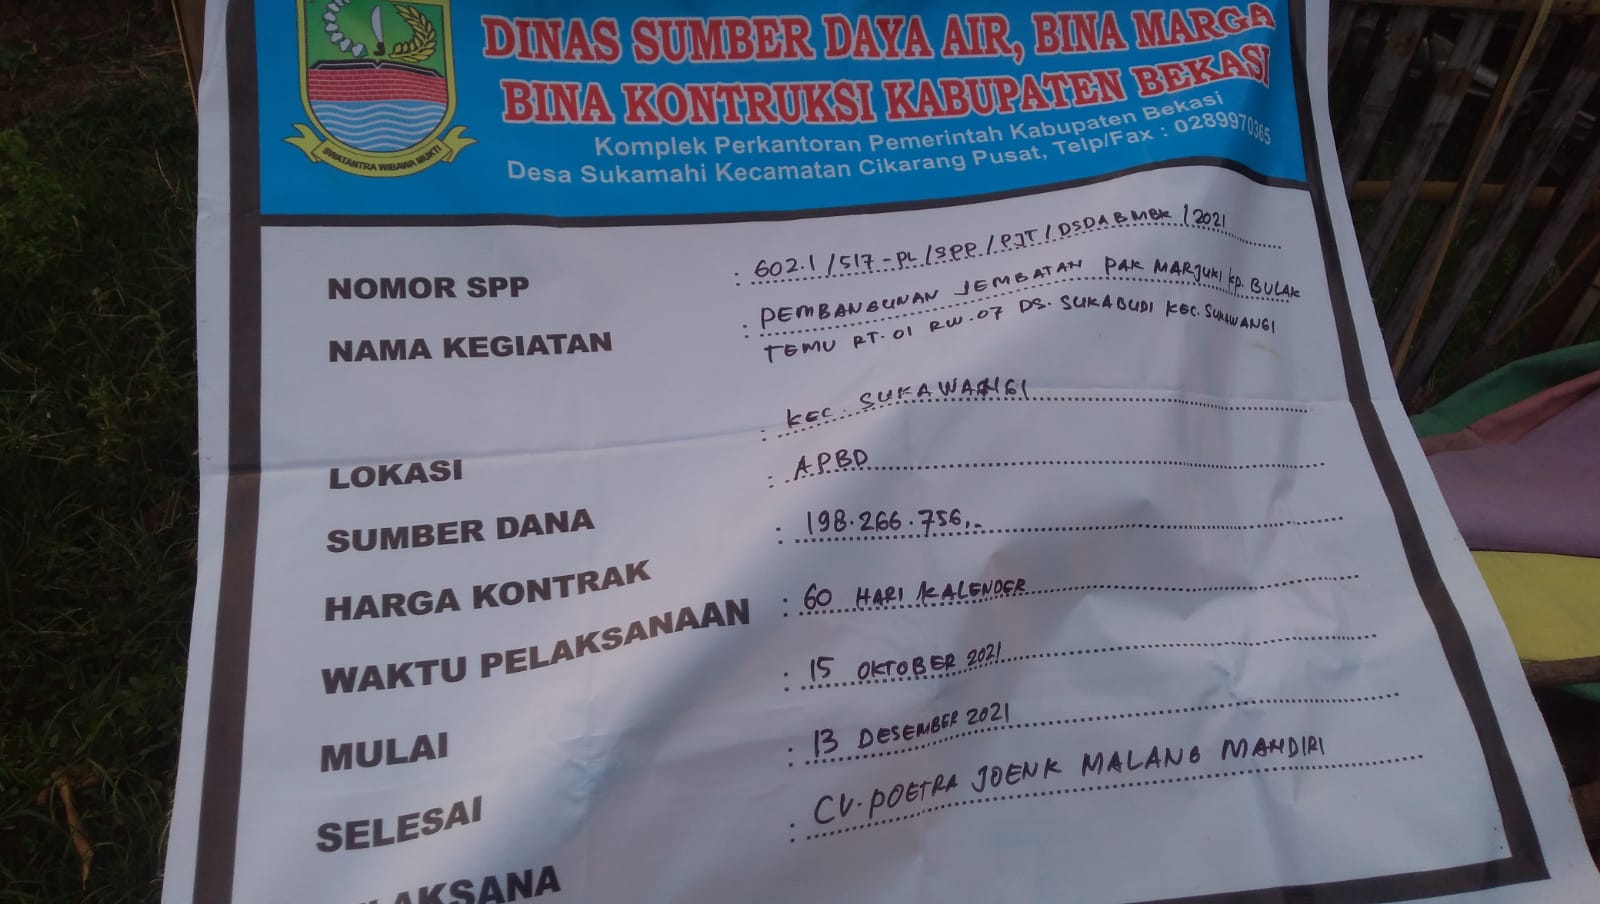 DINAS SUMBER DAYA AIR, BINA MARGA
BINA KONTRUKSI KABUPATEN BEKASI
Komplek Perkantoran Pemerintah Kabupaten Bekasi
Desa Sukamahi Kecamatan Cikarang Pusat, Telp/Fax : 0289970365
SWATANTRA WIBAWA MUKTI
NOMOR SPP : 602.1/517-PL/SPP/PJT/DSDABMBK/2021
NAMA KEGIATAN : PEMBANGUNAN JEMBATAN PAK MARJUKI KP. BULAK
TEMU RT.01 RW.07 DS. SUKABUDI KEC. SUKAWANGI
LOKASI : KEC. SUKAWANGI
SUMBER DANA : APBD
HARGA KONTRAK : 198.266.756,-
WAKTU PELAKSANAAN : 60 HARI KALENDER
MULAI : 15 OKTOBER 2021
SELESAI : 13 DESEMBER 2021
LAKSANA : CV. POETRA JOENK MALANG MANDIRI